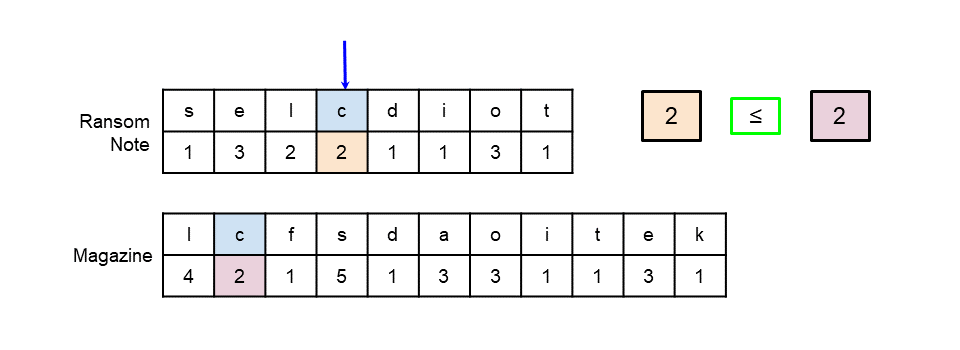 s e l c d i o t
Ransom
Note
1 3 2 2 1 1 3 1
2 ≤ 2
l c f s d a o i t e k
Magazine
4 2 1 5 1 3 3 1 1 3 1